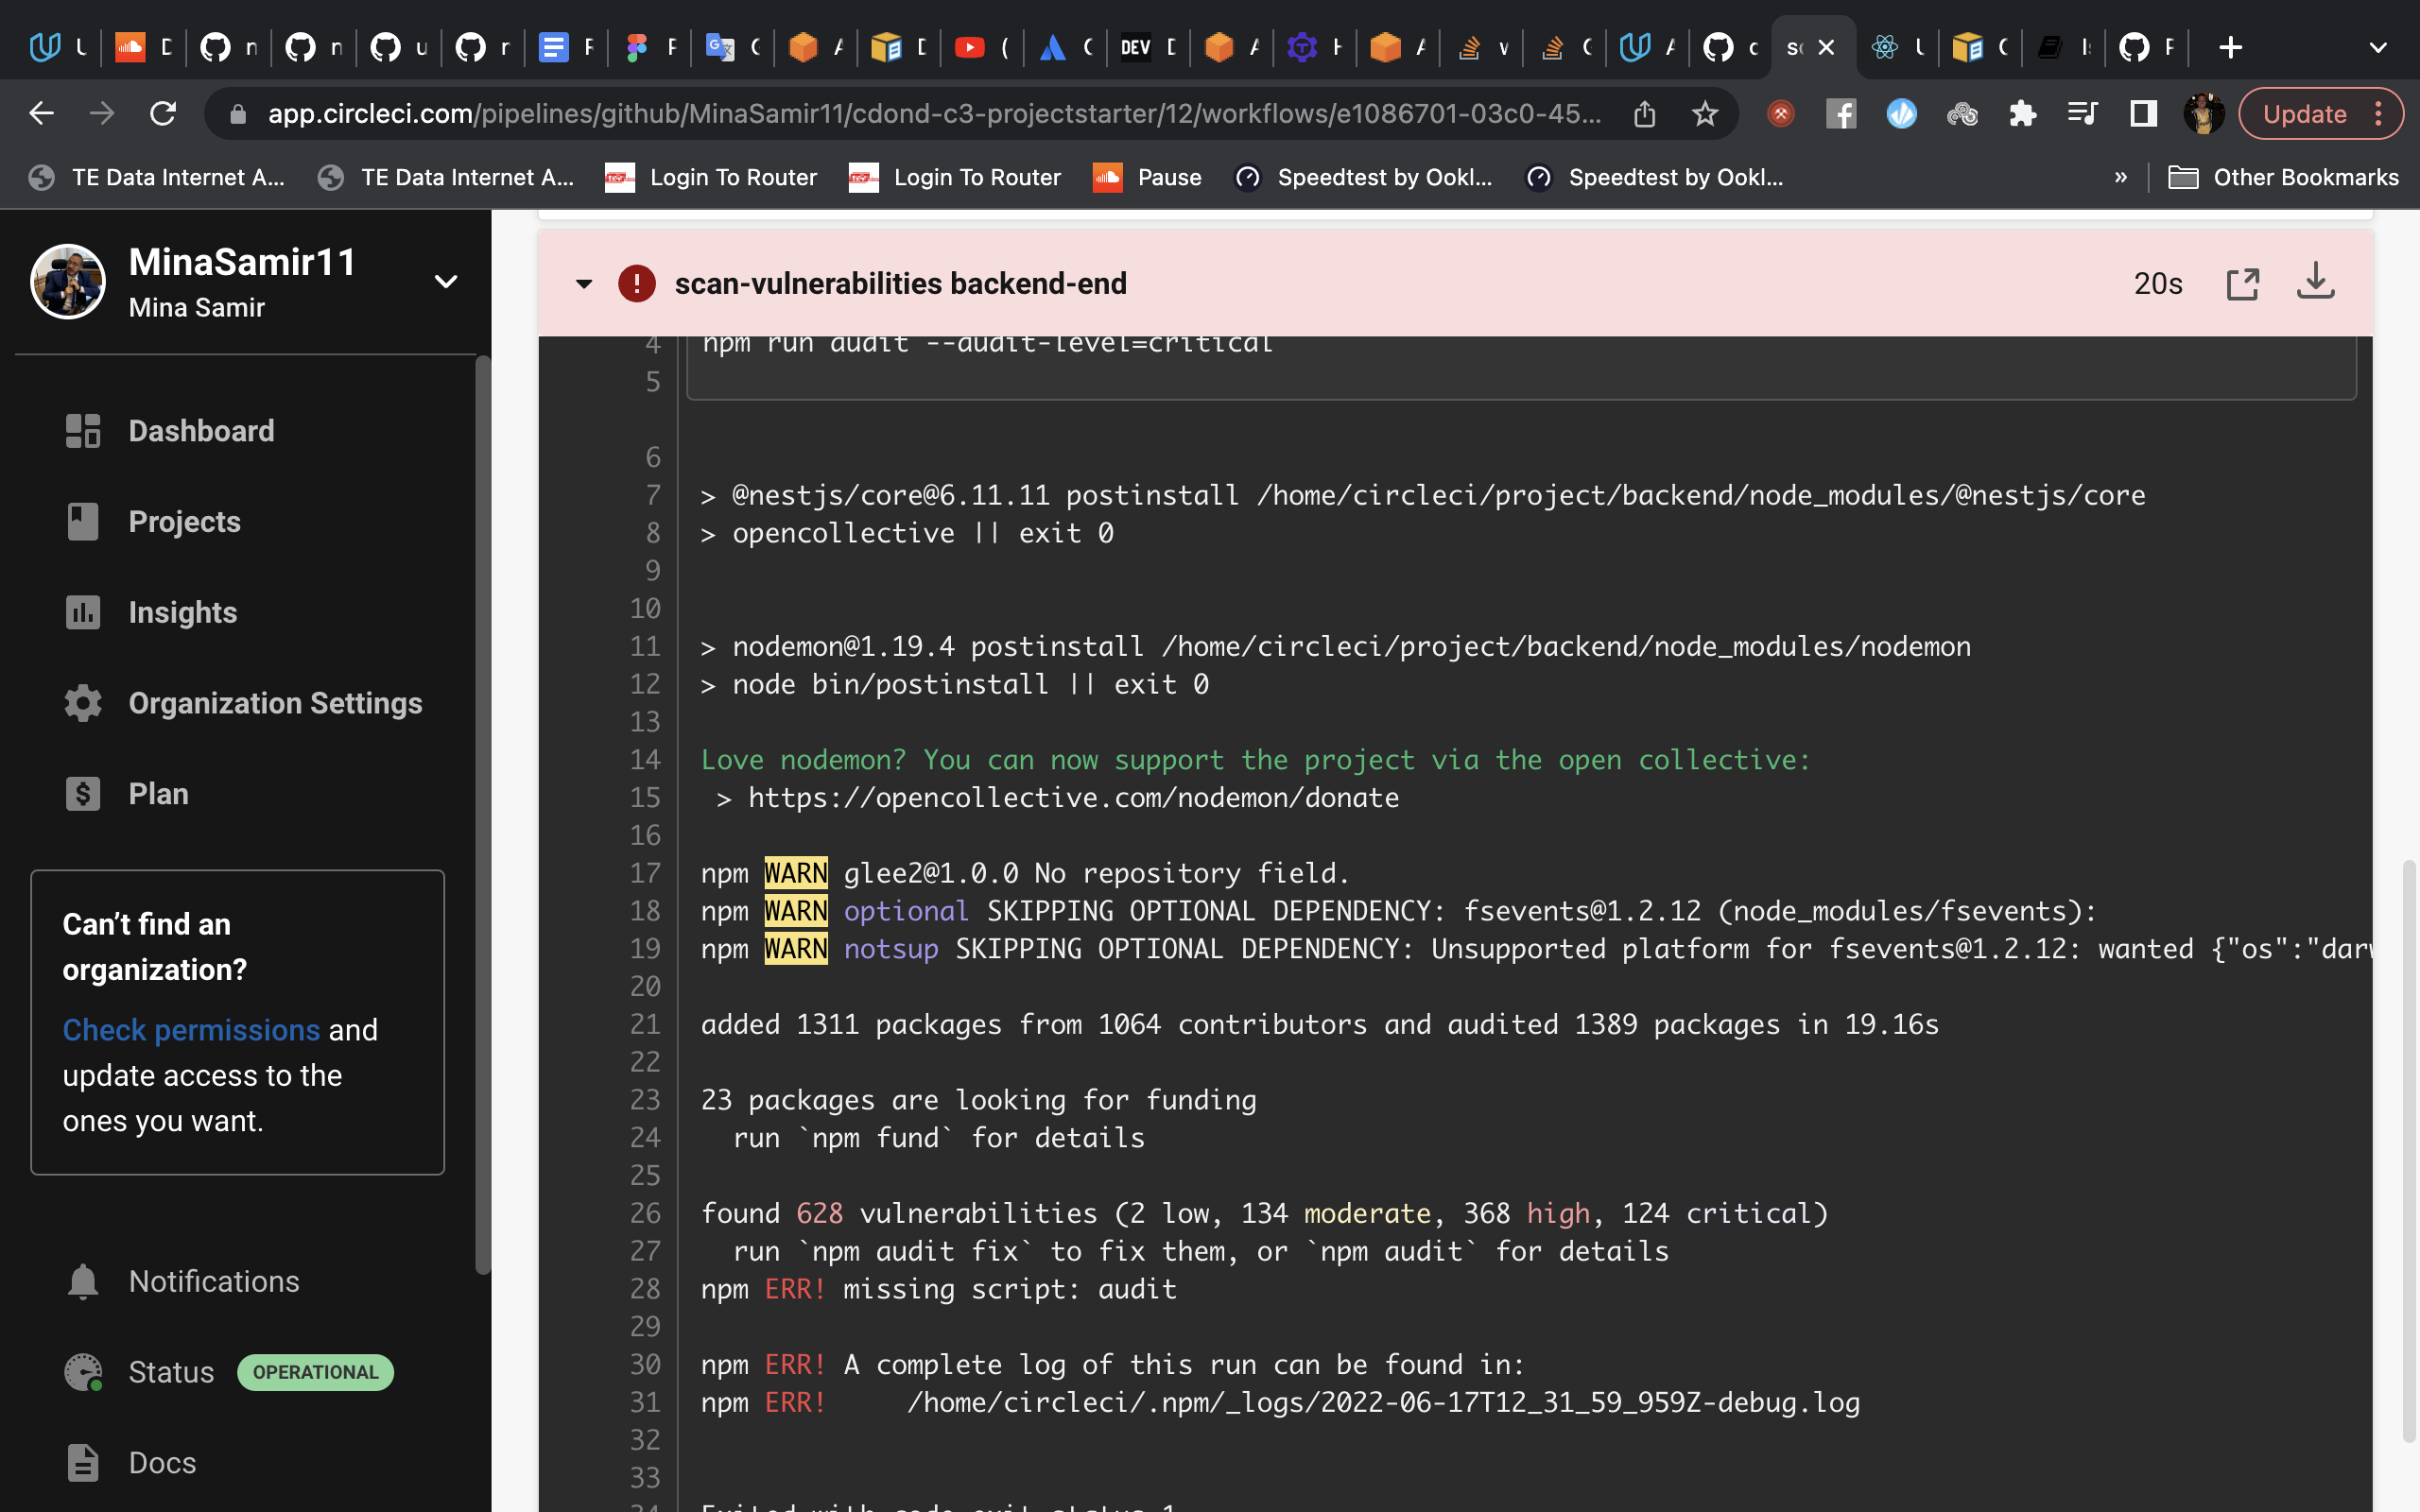 app.circleci.com/pipelines/github/MinaSamir11/cdond-c3-projectstarter/12/workflows/e1086701-03c0-45...
Update
TE Data Internet A...
TE Data Internet A...
Login To Router
Login To Router
Pause
Speedtest by Ookl...
Speedtest by Ookl...
»
Other Bookmarks
MinaSamir11
Mina Samir
Dashboard
Projects
Insights
Organization Settings
Plan
Can’t find an
organization?
Check permissions and
update access to the
ones you want.
Notifications
Status OPERATIONAL
Docs
scan-vulnerabilities backend-end
20s
4 npm run audit --audit-level=critical
5
6
7 > @nestjs/core@6.11.11 postinstall /home/circleci/project/backend/node_modules/@nestjs/core
8 > opencollective || exit 0
9
10
11 > nodemon@1.19.4 postinstall /home/circleci/project/backend/node_modules/nodemon
12 > node bin/postinstall || exit 0
13
14 Love nodemon? You can now support the project via the open collective:
15 > https://opencollective.com/nodemon/donate
16
17 npm WARN glee2@1.0.0 No repository field.
18 npm WARN optional SKIPPING OPTIONAL DEPENDENCY: fsevents@1.2.12 (node_modules/fsevents):
19 npm WARN notsup SKIPPING OPTIONAL DEPENDENCY: Unsupported platform for fsevents@1.2.12: wanted {"os":"darw
20
21 added 1311 packages from 1064 contributors and audited 1389 packages in 19.16s
22
23 23 packages are looking for funding
24 run `npm fund` for details
25
26 found 628 vulnerabilities (2 low, 134 moderate, 368 high, 124 critical)
27 run `npm audit fix` to fix them, or `npm audit` for details
28 npm ERR! missing script: audit
29
30 npm ERR! A complete log of this run can be found in:
31 npm ERR! /home/circleci/.npm/_logs/2022-06-17T12_31_59_959Z-debug.log
32
33
34 Exited with code exit status 1